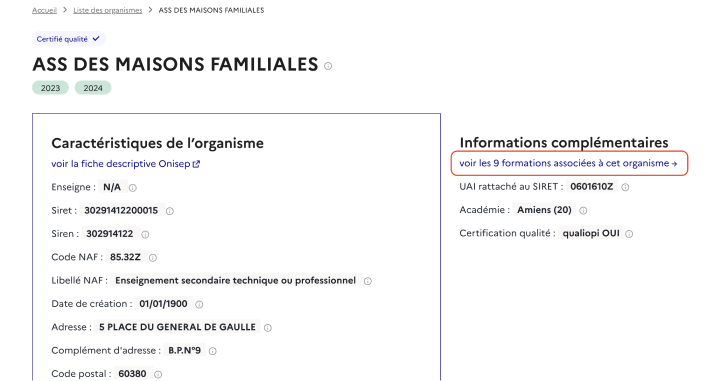 Accueil > Liste des organismes > ASS DES MAISONS FAMILIALES
Certifié qualité ✔
ASS DES MAISONS FAMILIALES
2023 2024
Caractéristiques de l'organisme
voir la fiche descriptive Onisep
Enseigne : N/A
Siret : 30291412200015
Siren : 302914122
Code NAF : 85.32Z
Libellé NAF : Enseignement secondaire technique ou professionnel
Date de création : 01/01/1900
Adresse : 5 PLACE DU GENERAL DE GAULLE
Complément d'adresse : B.P.N°9
Code postal : 60380
Informations complémentaires
voir les 9 formations associées à cet organisme →
UAI rattaché au SIRET : 0601610Z
Académie : Amiens (20)
Certification qualité : qualiopi OUI